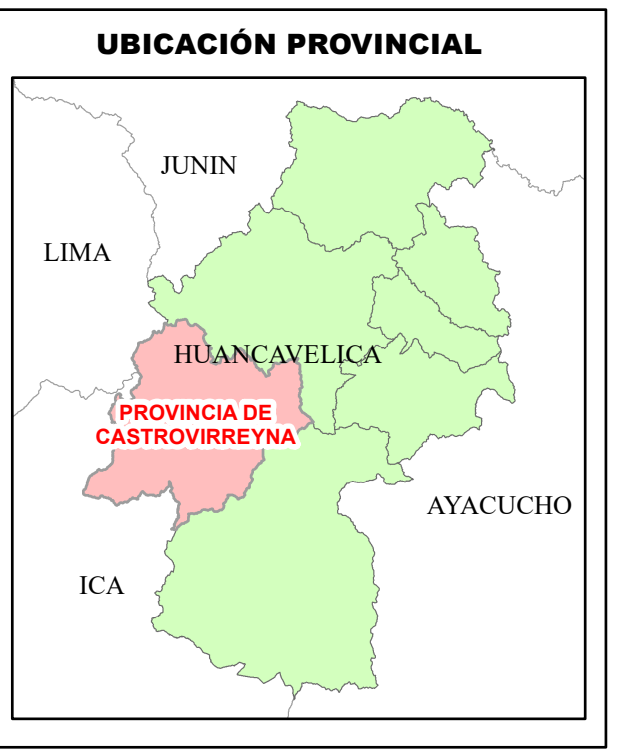 UBICACIÓN PROVINCIAL
JUNIN
LIMA
HUANCAVELICA
PROVINCIA DE
CASTROVIRREYNA
AYACUCHO
ICA